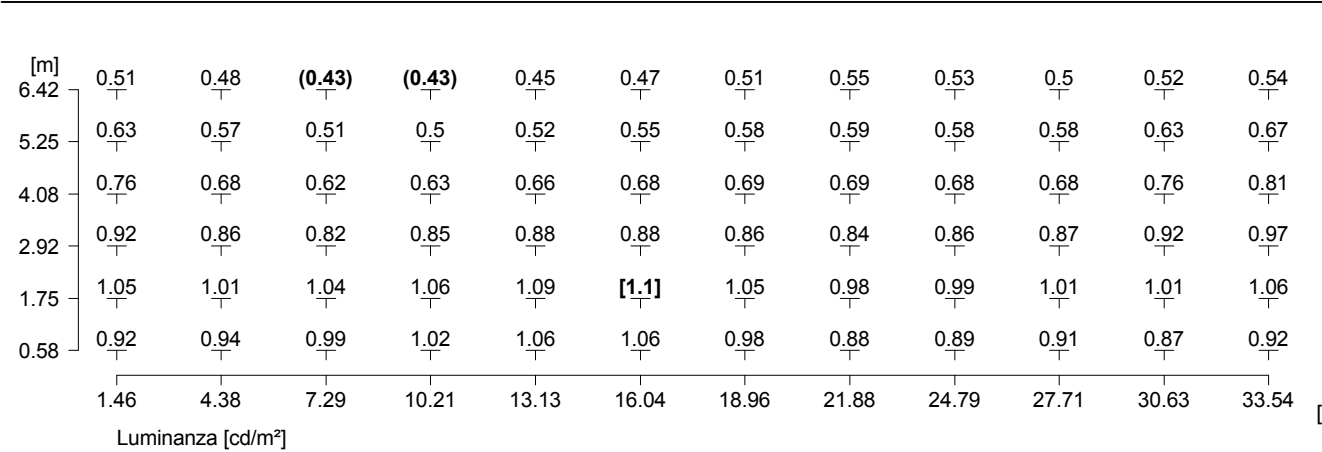 [m]
6.42 0.51 0.48 (0.43) (0.43) 0.45 0.47 0.51 0.55 0.53 0.5 0.52 0.54
5.25 0.63 0.57 0.51 0.5 0.52 0.55 0.58 0.59 0.58 0.58 0.63 0.67
4.08 0.76 0.68 0.62 0.63 0.66 0.68 0.69 0.69 0.68 0.68 0.76 0.81
2.92 0.92 0.86 0.82 0.85 0.88 0.88 0.86 0.84 0.86 0.87 0.92 0.97
1.75 1.05 1.01 1.04 1.06 1.09 [1.1] 1.05 0.98 0.99 1.01 1.01 1.06
0.58 0.92 0.94 0.99 1.02 1.06 1.06 0.98 0.88 0.89 0.91 0.87 0.92
1.46 4.38 7.29 10.21 13.13 16.04 18.96 21.88 24.79 27.71 30.63 33.54 [
Luminanza [cd/m²]